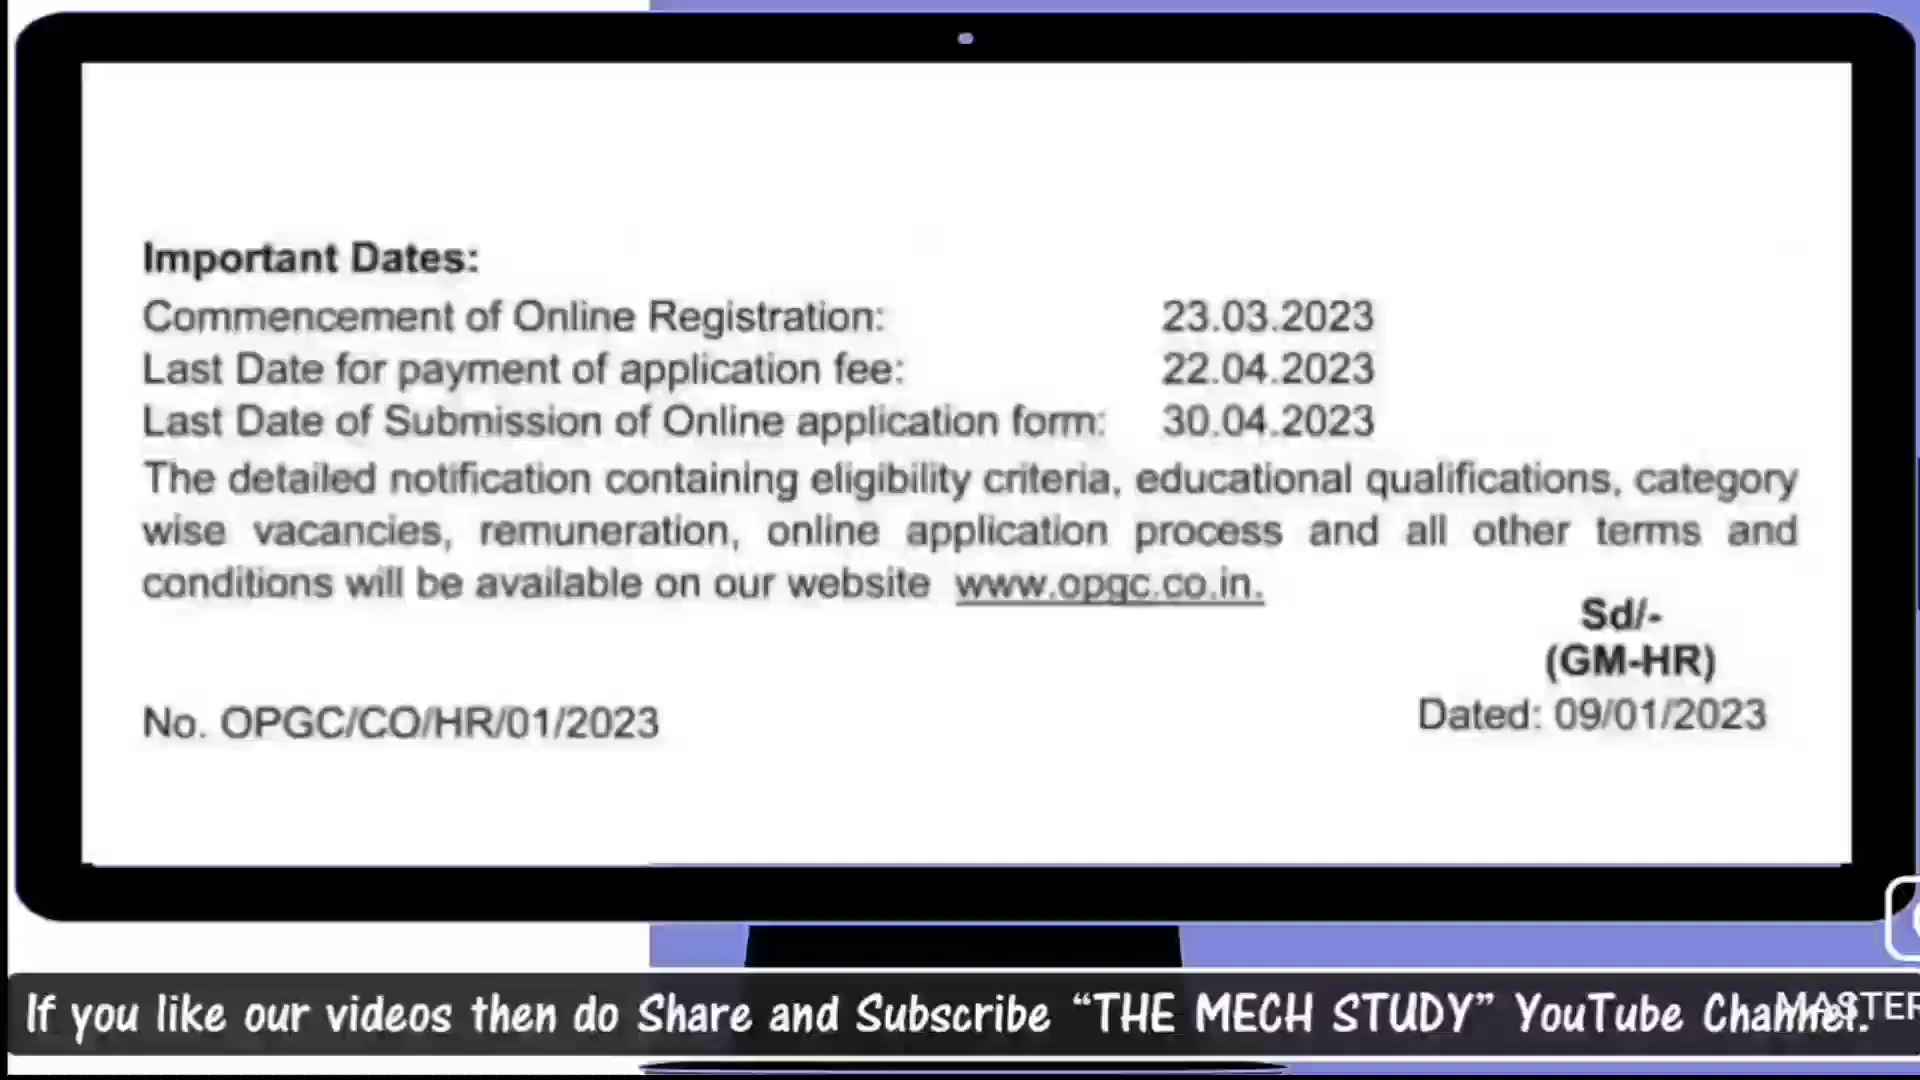 Important Dates:
Commencement of Online Registration: 23.03.2023
Last Date for payment of application fee: 22.04.2023
Last Date of Submission of Online application form: 30.04.2023
The detailed notification containing eligibility criteria, educational qualifications, category
wise vacancies, remuneration, online application process and all other terms and
conditions will be available on our website www.opgc.co.in.
Sd/-
(GM-HR)
No. OPGC/CO/HR/01/2023
Dated: 09/01/2023
If you like our videos then do Share and Subscribe “THE MECH STUDY” YouTube Channel.
MASTER